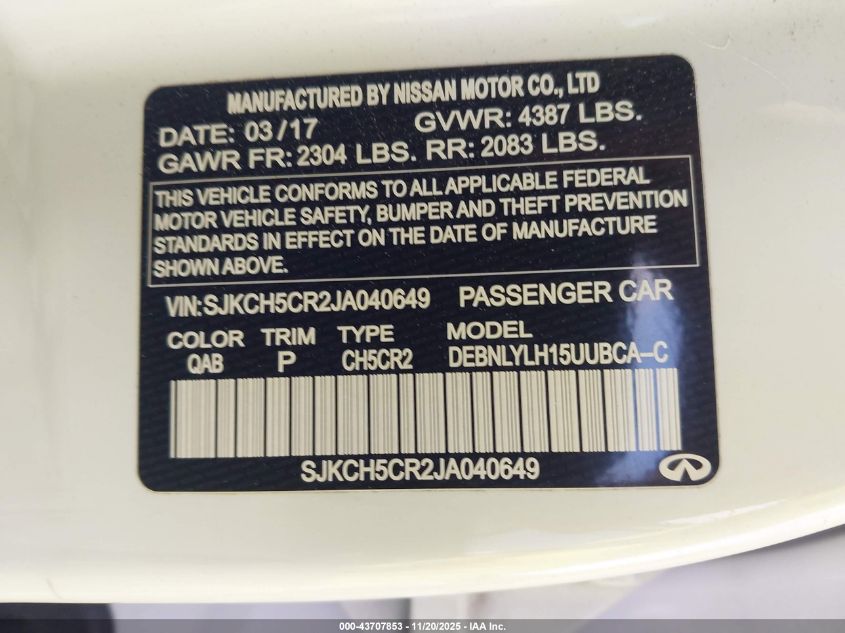 MANUFACTURED BY NISSAN MOTOR CO., LTD
DATE: 03/17 GVWR: 4387 LBS.
GAWR FR: 2304 LBS. RR: 2083 LBS.
THIS VEHICLE CONFORMS TO ALL APPLICABLE FEDERAL
MOTOR VEHICLE SAFETY, BUMPER AND THEFT PREVENTION
STANDARDS IN EFFECT ON THE DATE OF MANUFACTURE
SHOWN ABOVE.
VIN: SJKCH5CR2JA040649 PASSENGER CAR
COLOR TRIM TYPE MODEL
QAB P CH5CR2 DEBNLYLH15UUBCA-C
SJKCH5CR2JA040649
000-43707853 | 11/20/2025 - IAA Inc.